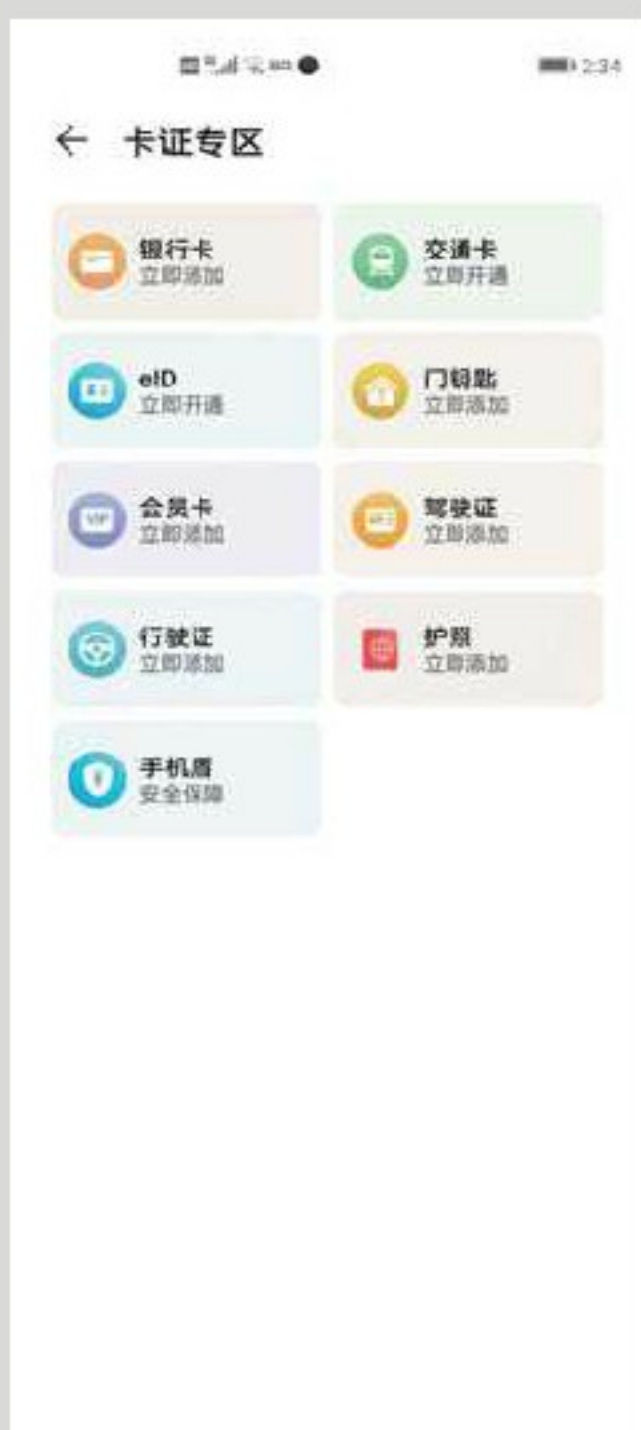 2:34
卡证专区
银行卡
立即添加
交通卡
立即开通
eID
立即开通
门钥匙
立即添加
会员卡
立即添加
驾驶证
立即添加
行驶证
立即添加
护照
立即添加
手机盾
安全保障